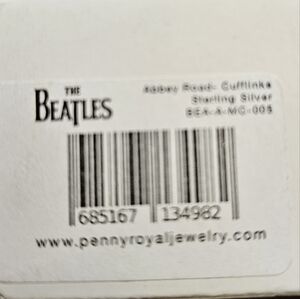 THE
BEATLES
Abbey Road- Cufflinks
Sterling Silver
BEA-A-MC-005
685167 134982
www.pennyroyaljewelry.com